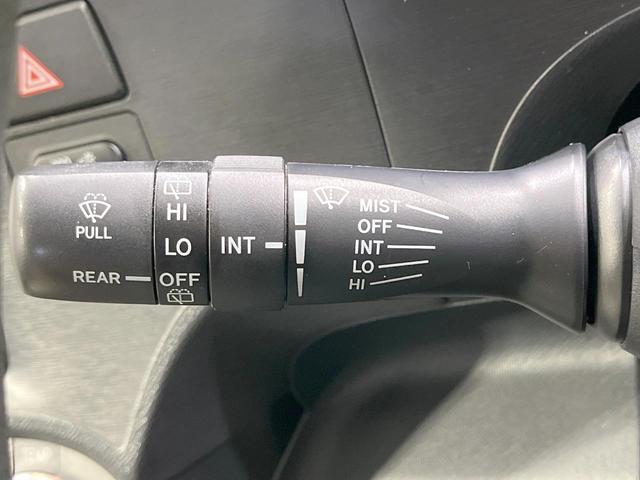 PULL
REAR
HI
LO
OFF
INT
MIST
OFF
INT
LO
HI